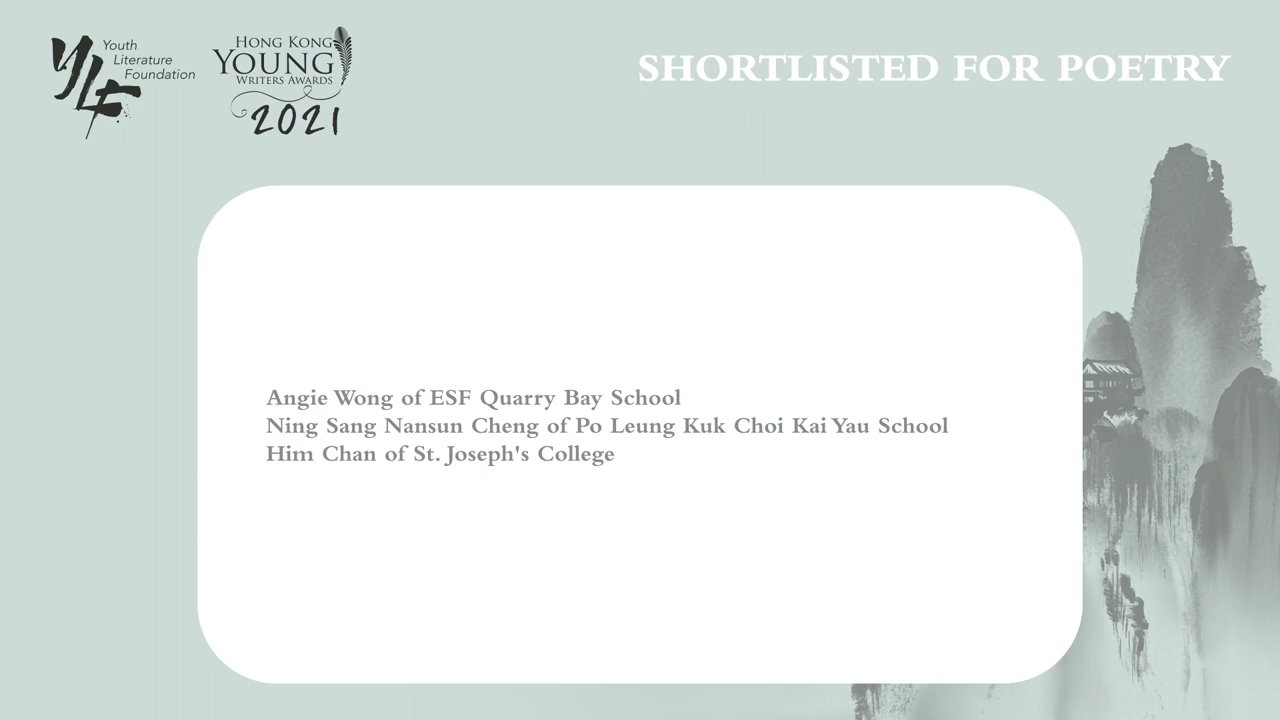 Youth
Literature
Foundation
HONG KONG
YOUNG
WRITERS AWARDS
2021
SHORTLISTED FOR POETRY
Angie Wong of ESF Quarry Bay School
Ning Sang Nansun Cheng of Po Leung Kuk Choi Kai Yau School
Him Chan of St. Joseph's College